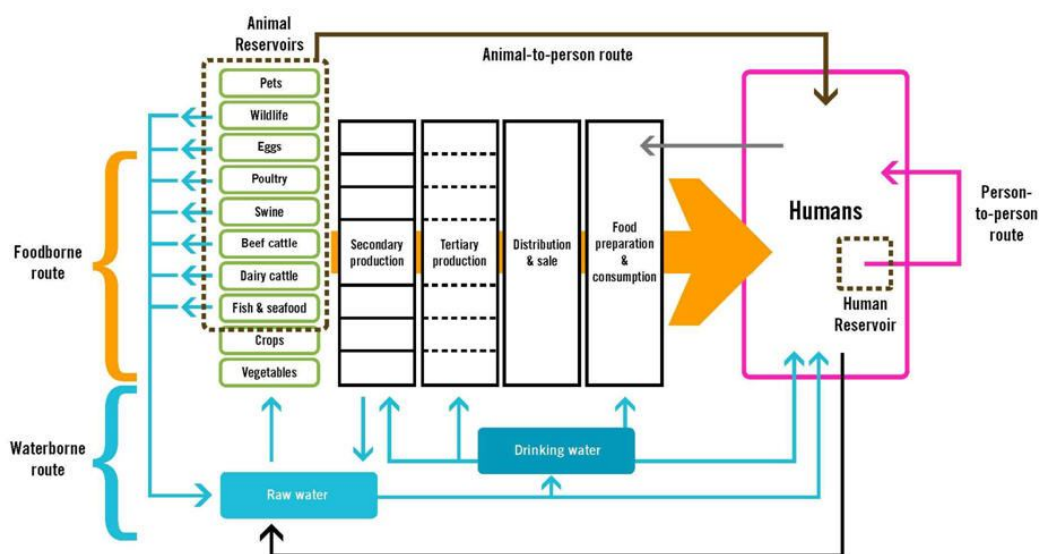 Animal
Reservoirs
Animal-to-person route
Pets
Wildlife
Eggs
Poultry
Swine
Beef cattle
Dairy cattle
Fish & seafood
Crops
Vegetables
Foodborne
route
Waterborne
route
Secondary
production
Tertiary
production
Distribution
& sale
Food
preparation
&
consumption
Humans
Human
Reservoir
Person-
to-person
route
Drinking water
Raw water